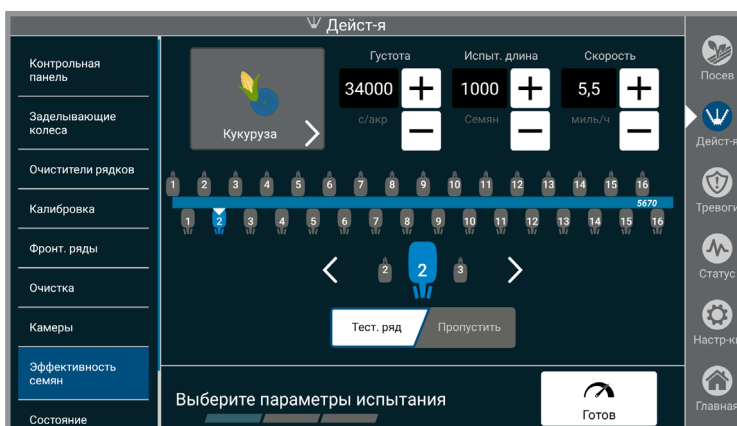 Дейст-я
Контрольная
панель
Заделывающие
колеса
Очистители рядков
Калибровка
Фронт. ряды
Очистка
Камеры
Эффективность
семян
Состояние
Кукуруза
Густота
34000
с/акр
Испыт. длина
1000
Семян
Скорость
5,5
миль/ч
1 2 3 4 5 6 7 8 9 10 11 12 13 14 15 16
5670
1 2 3 4 5 6 7 8 9 10 11 12 13 14 15 16
2 2 3
Тест. ряд Пропустить
Выберите параметры испытания
Готов
Посев
Дейст-я
Тревоги
Статус
Настр-ки
Главная